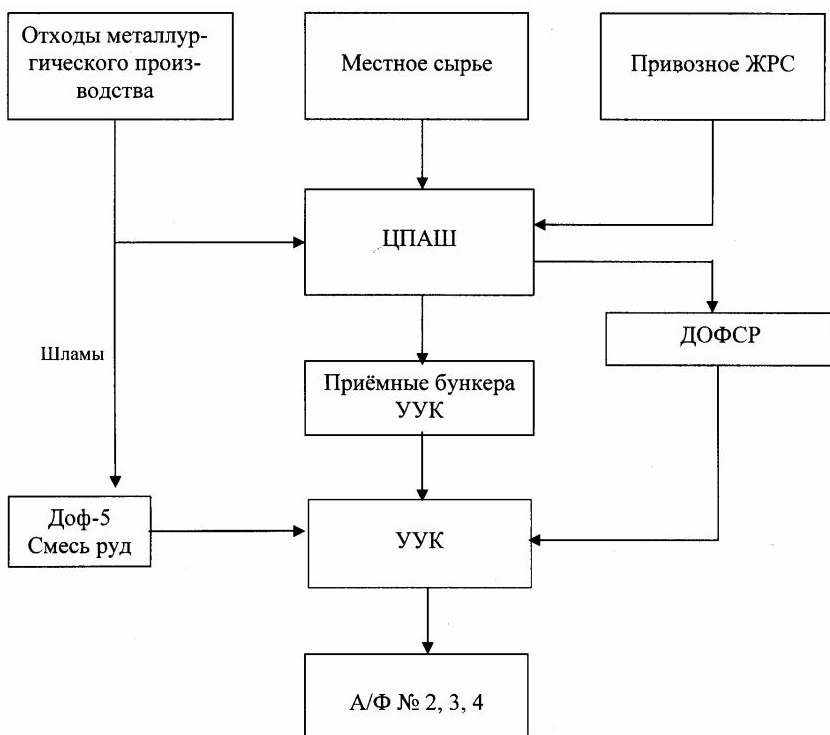 Отходы металлур-
гического произ-
водства
Местное сырье
Привозное ЖРС
ЦПАШ
ДОФСР
Шламы
Приёмные бункера
УУК
Доф-5
Смесь руд
УУК
А/Ф № 2, 3, 4